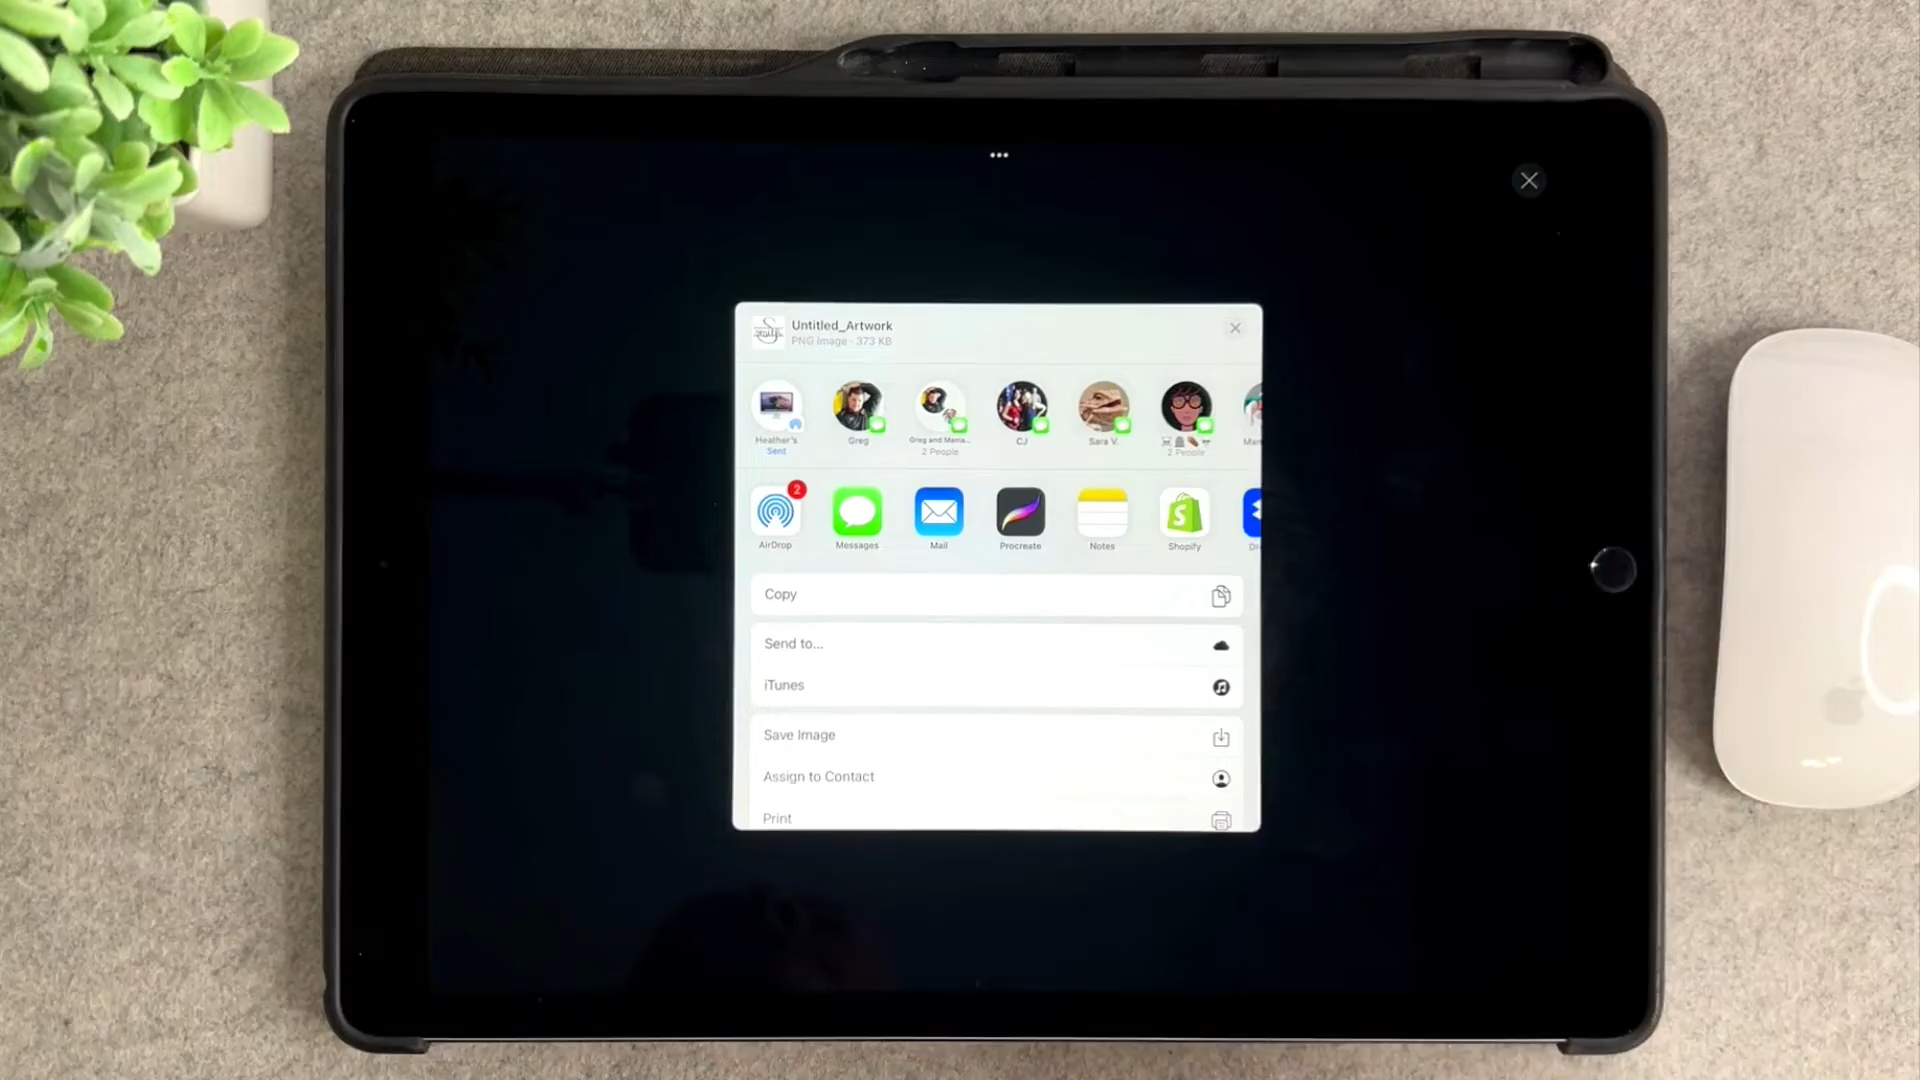 Untitled_Artwork
PNG Image · 373 KB
Heather's
Sent
Greg
Greg and Mama...
2 People
CJ
Sara V.
2 People
2
AirDrop
Messages
Mail
Procreate
Notes
Shopify
Copy
Send to...
iTunes
Save Image
Assign to Contact
Print